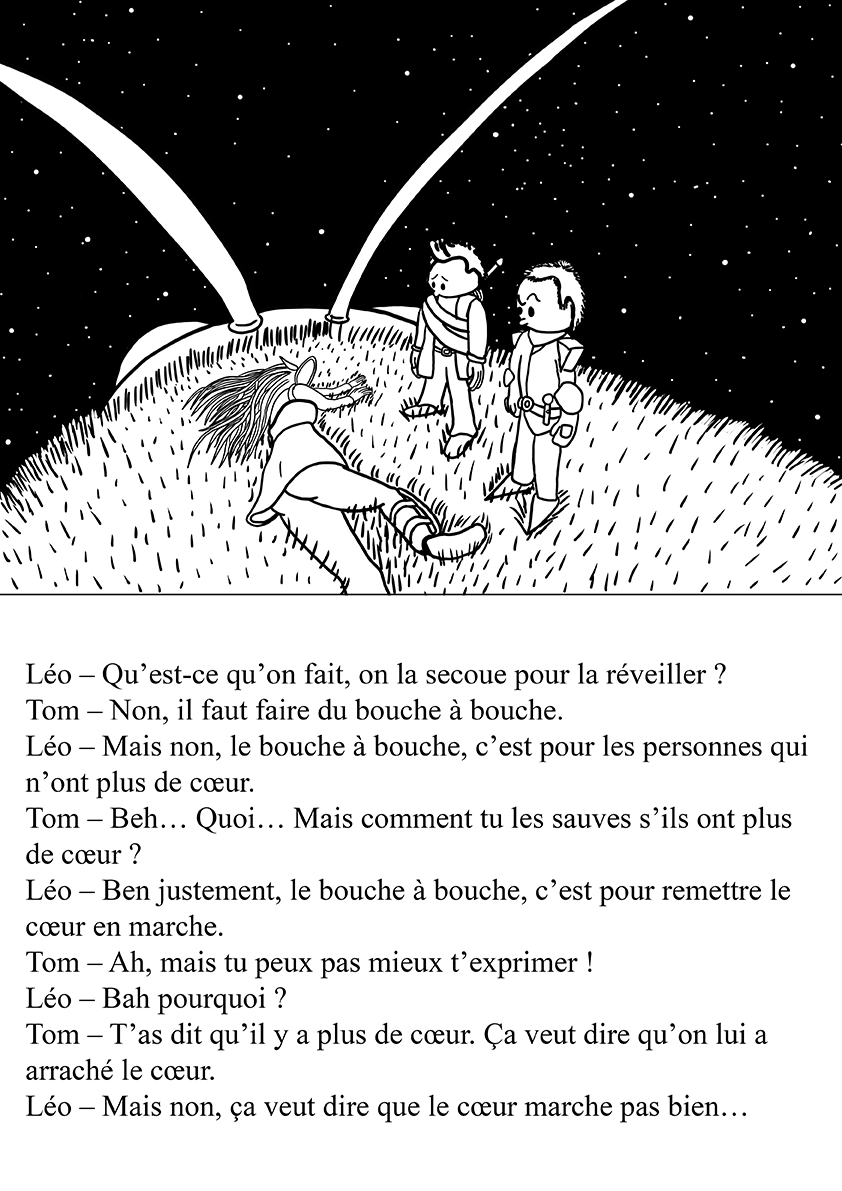 Léo – Qu’est-ce qu’on fait, on la secoue pour la réveiller ?
Tom – Non, il faut faire du bouche à bouche.
Léo – Mais non, le bouche à bouche, c’est pour les personnes qui
n’ont plus de cœur.
Tom – Beh… Quoi… Mais comment tu les sauves s’ils ont plus
de cœur ?
Léo – Ben justement, le bouche à bouche, c’est pour remettre le
cœur en marche.
Tom – Ah, mais tu peux pas mieux t’exprimer !
Léo – Bah pourquoi ?
Tom – T’as dit qu’il y a plus de cœur. Ça veut dire qu’on lui a
arraché le cœur.
Léo – Mais non, ça veut dire que le cœur marche pas bien…